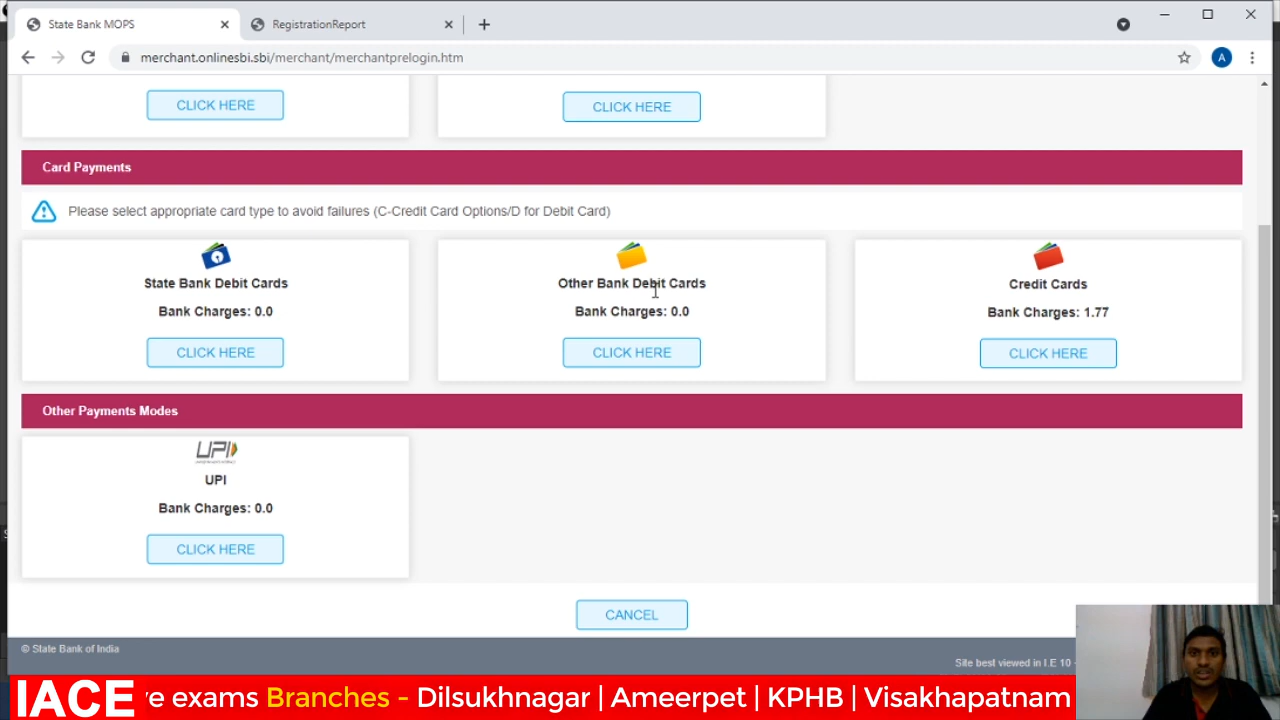 State Bank MOPS
RegistrationReport
merchant.onlinesbi.sbi/merchant/merchantprelogin.htm
A
CLICK HERE
CLICK HERE
Card Payments
Please select appropriate card type to avoid failures (C-Credit Card Options/D for Debit Card)
State Bank Debit Cards
Bank Charges: 0.0
CLICK HERE
Other Bank Debit Cards
Bank Charges: 0.0
CLICK HERE
Credit Cards
Bank Charges: 1.77
CLICK HERE
Other Payments Modes
UPI
UPI
Bank Charges: 0.0
CLICK HERE
CANCEL
© State Bank of India
Site best viewed in I.E 10
IACE
exams Branches - Dilsukhnagar | Ameerpet | KPHB | Visakhapatnam